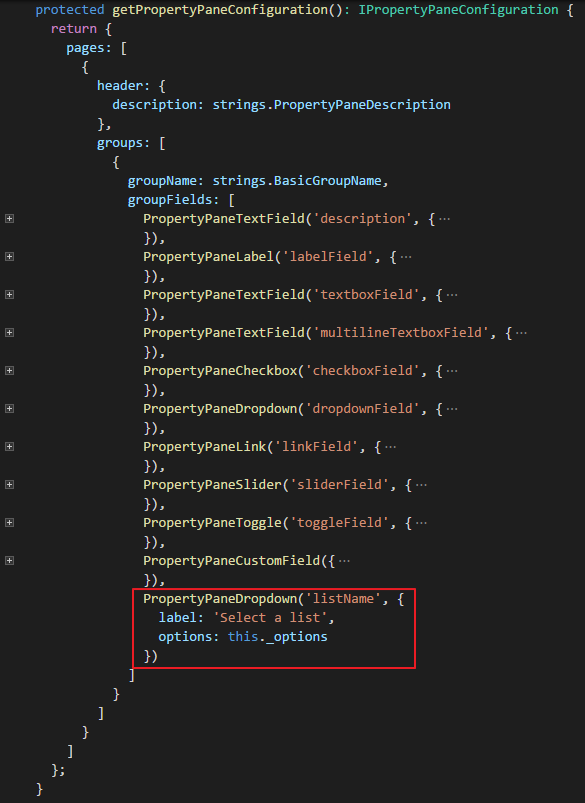 protected getPropertyPaneConfiguration(): IPropertyPaneConfiguration {
return {
pages: [
{
header: {
description: strings.PropertyPaneDescription
},
groups: [
{
groupName: strings.BasicGroupName,
groupFields: [
PropertyPaneTextField('description', {···
}),
PropertyPaneLabel('labelField', {···
}),
PropertyPaneTextField('textboxField', {···
}),
PropertyPaneTextField('multilineTextboxField', {···
}),
PropertyPaneCheckbox('checkboxField', {···
}),
PropertyPaneDropdown('dropdownField', {···
}),
PropertyPaneLink('linkField', {···
}),
PropertyPaneSlider('sliderField', {···
}),
PropertyPaneToggle('toggleField', {···
}),
PropertyPaneCustomField({···
}),
PropertyPaneDropdown('listName', {
label: 'Select a list',
options: this._options
})
]
}
]
}
]
};
}